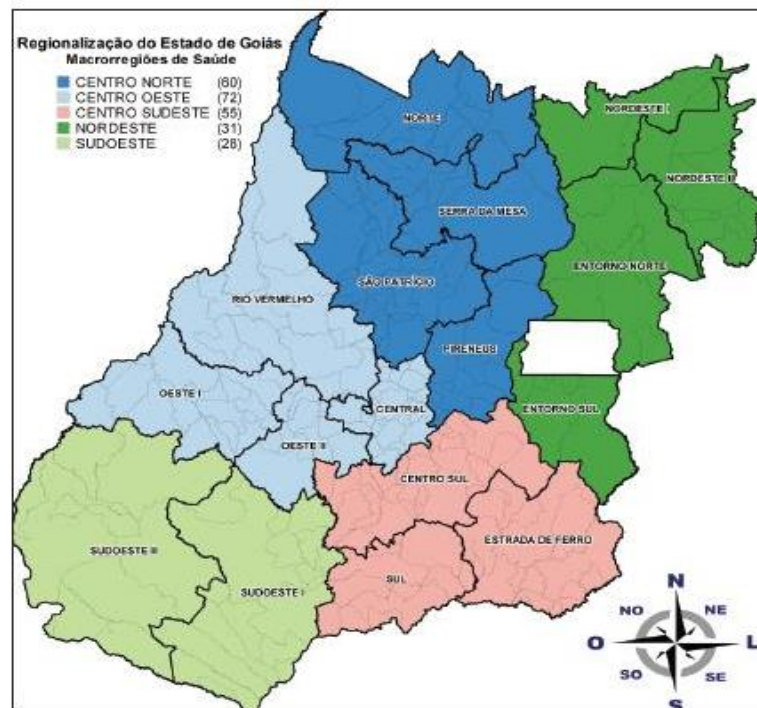 Regionalização do Estado de Goiás
Macrorregiões de Saúde
CENTRO NORTE (60)
CENTRO OESTE (72)
CENTRO SUDESTE (55)
NORDESTE (31)
SUDOESTE (28)
NORTE
NORDESTE I
NORDESTE II
SERRA DA MESA
ENTORNO NORTE
SÃO PATRÍCIO
RIO VERMELHO
PIRENEUS
OESTE I
CENTRAL
ENTORNO SUL
OESTE II
CENTRO SUL
ESTRADA DE FERRO
SUDOESTE II
SUL
SUDOESTE I
N
NO
NE
O
L
SO
SE
S